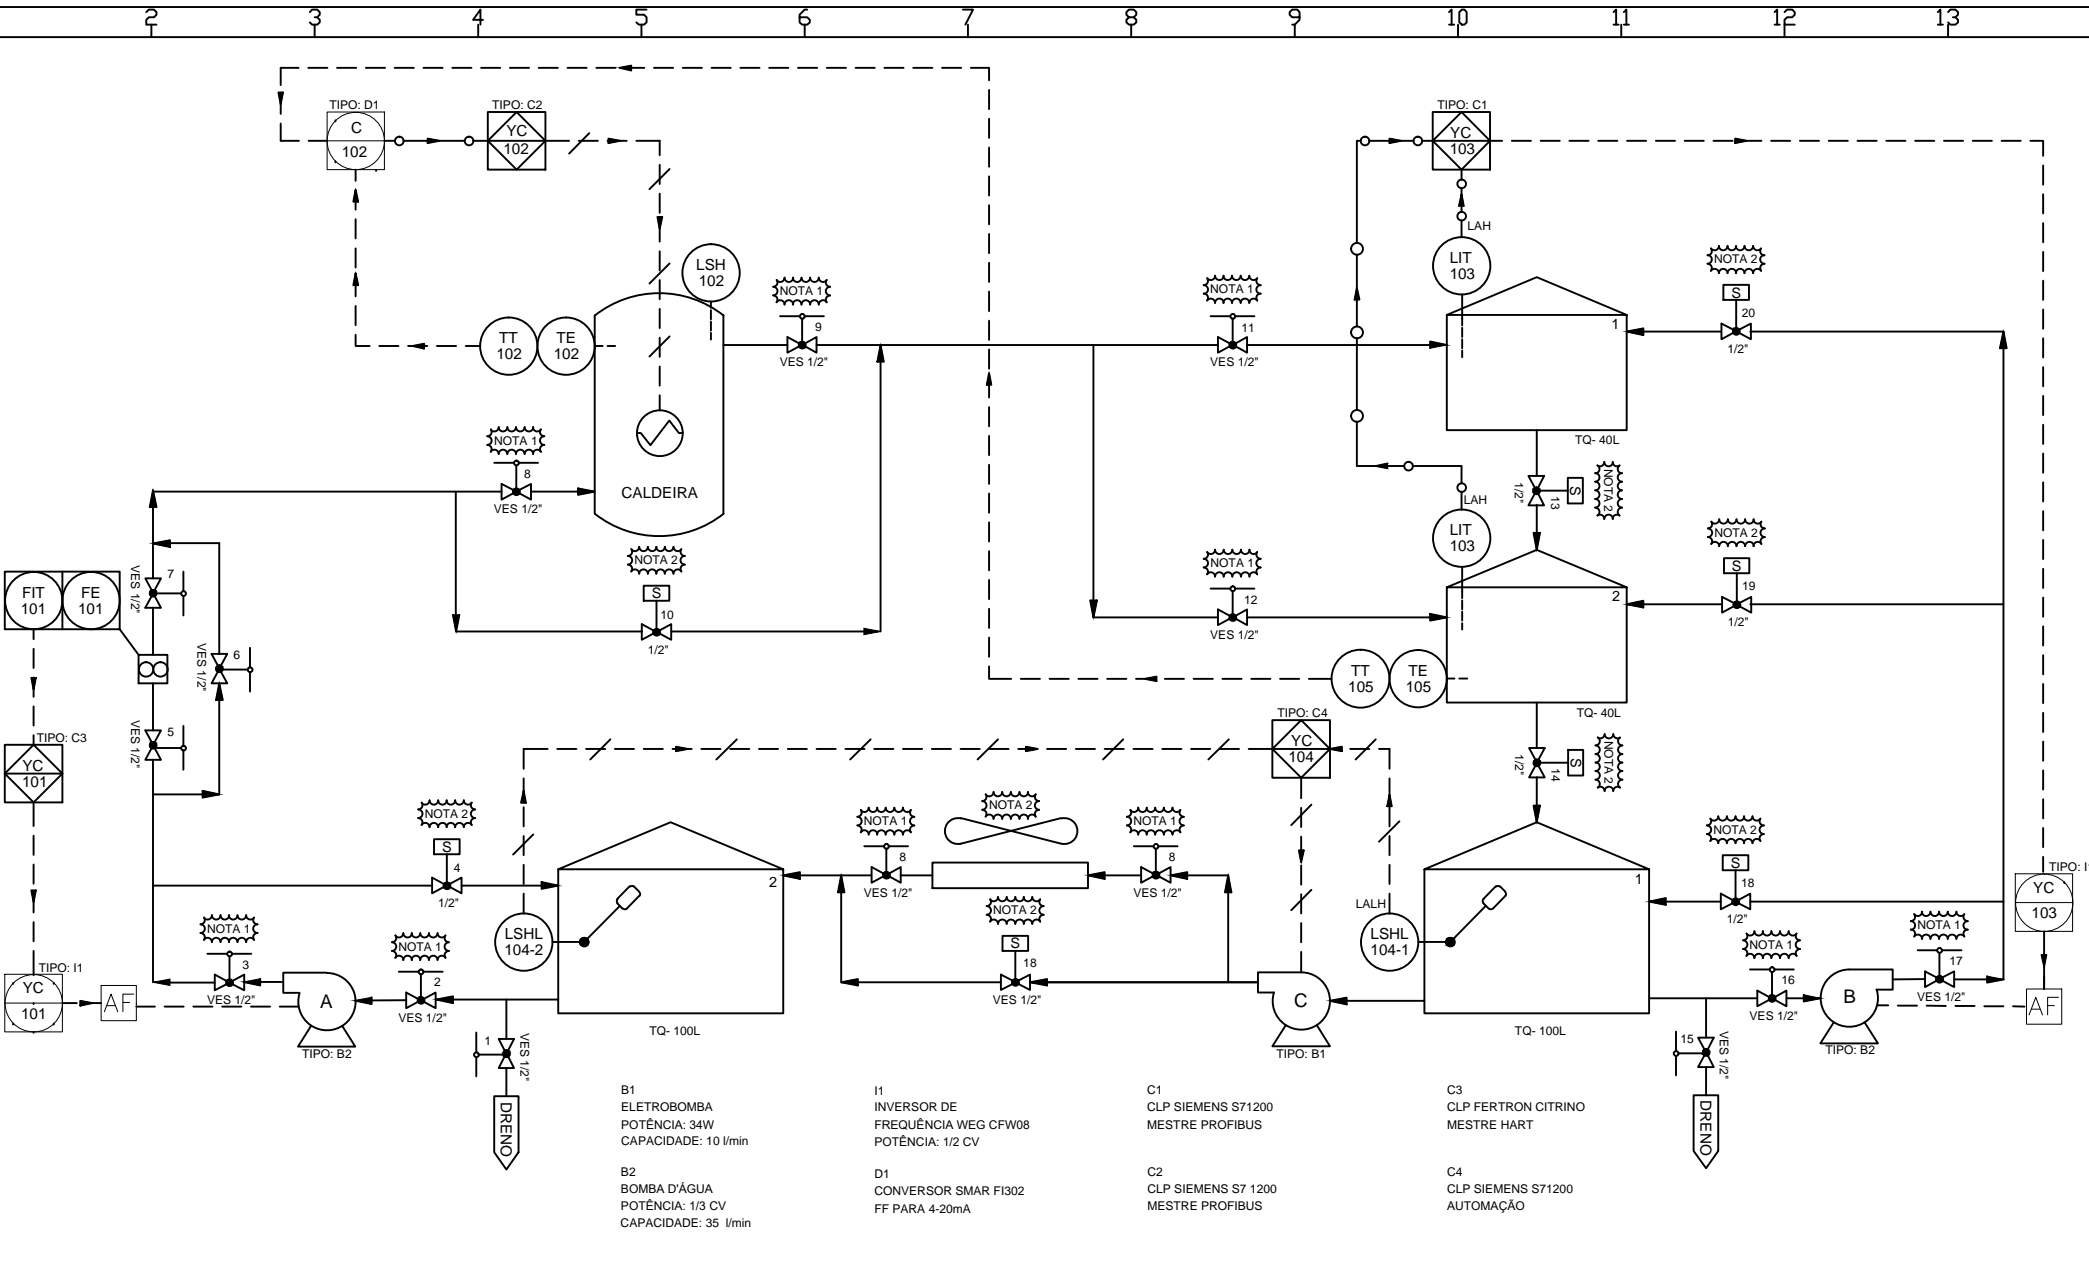 2 3 4 5 6 7 8 9 10 11 12 13
TIPO: D1
C
102
TIPO: C2
YC
102
TIPO: C1
YC
103
LAH
LIT
103
LSH
102
NOTA 1
9
VES 1/2"
NOTA 1
11
VES 1/2"
1
TQ- 40L
NOTA 2
S
20
1/2"
TT
102
TE
102
CALDEIRA
NOTA 1
8
VES 1/2"
NOTA 2
S
10
1/2"
LAH
LIT
103
1/2"
13
S
NOTA 2
NOTA 1
12
VES 1/2"
2
TQ- 40L
NOTA 2
S
19
1/2"
FIT
101
FE
101
7
VES 1/2"
6
VES 1/2"
5
VES 1/2"
TT
105
TE
105
TIPO: C3
YC
101
TIPO: C4
YC
104
1/2"
14
S
NOTA 2
NOTA 2
S
4
1/2"
2
TQ- 100L
NOTA 1
8
VES 1/2"
NOTA 2
NOTA 1
8
VES 1/2"
NOTA 2
S
18
VES 1/2"
LSHL
104-2
LALH
LSHL
104-1
1
TQ- 100L
NOTA 2
S
18
1/2"
TIPO: I1
YC
103
AF
TIPO: I1
YC
101
AF
NOTA 1
3
VES 1/2"
A
TIPO: B2
NOTA 1
2
VES 1/2"
1
VES 1/2"
DRENO
C
TIPO: B1
NOTA 1
16
VES 1/2"
B
TIPO: B2
NOTA 1
17
VES 1/2"
15
VES 1/2"
DRENO
B1
ELETROBOMBA
POTÊNCIA: 34W
CAPACIDADE: 10 l/min
B2
BOMBA D'ÁGUA
POTÊNCIA: 1/3 CV
CAPACIDADE: 35 l/min
I1
INVERSOR DE
FREQUÊNCIA WEG CFW08
POTÊNCIA: 1/2 CV
D1
CONVERSOR SMAR FI302
FF PARA 4-20mA
C1
CLP SIEMENS S71200
MESTRE PROFIBUS
C2
CLP SIEMENS S7 1200
MESTRE PROFIBUS
C3
CLP FERTRON CITRINO
MESTRE HART
C4
CLP SIEMENS S71200
AUTOMAÇÃO